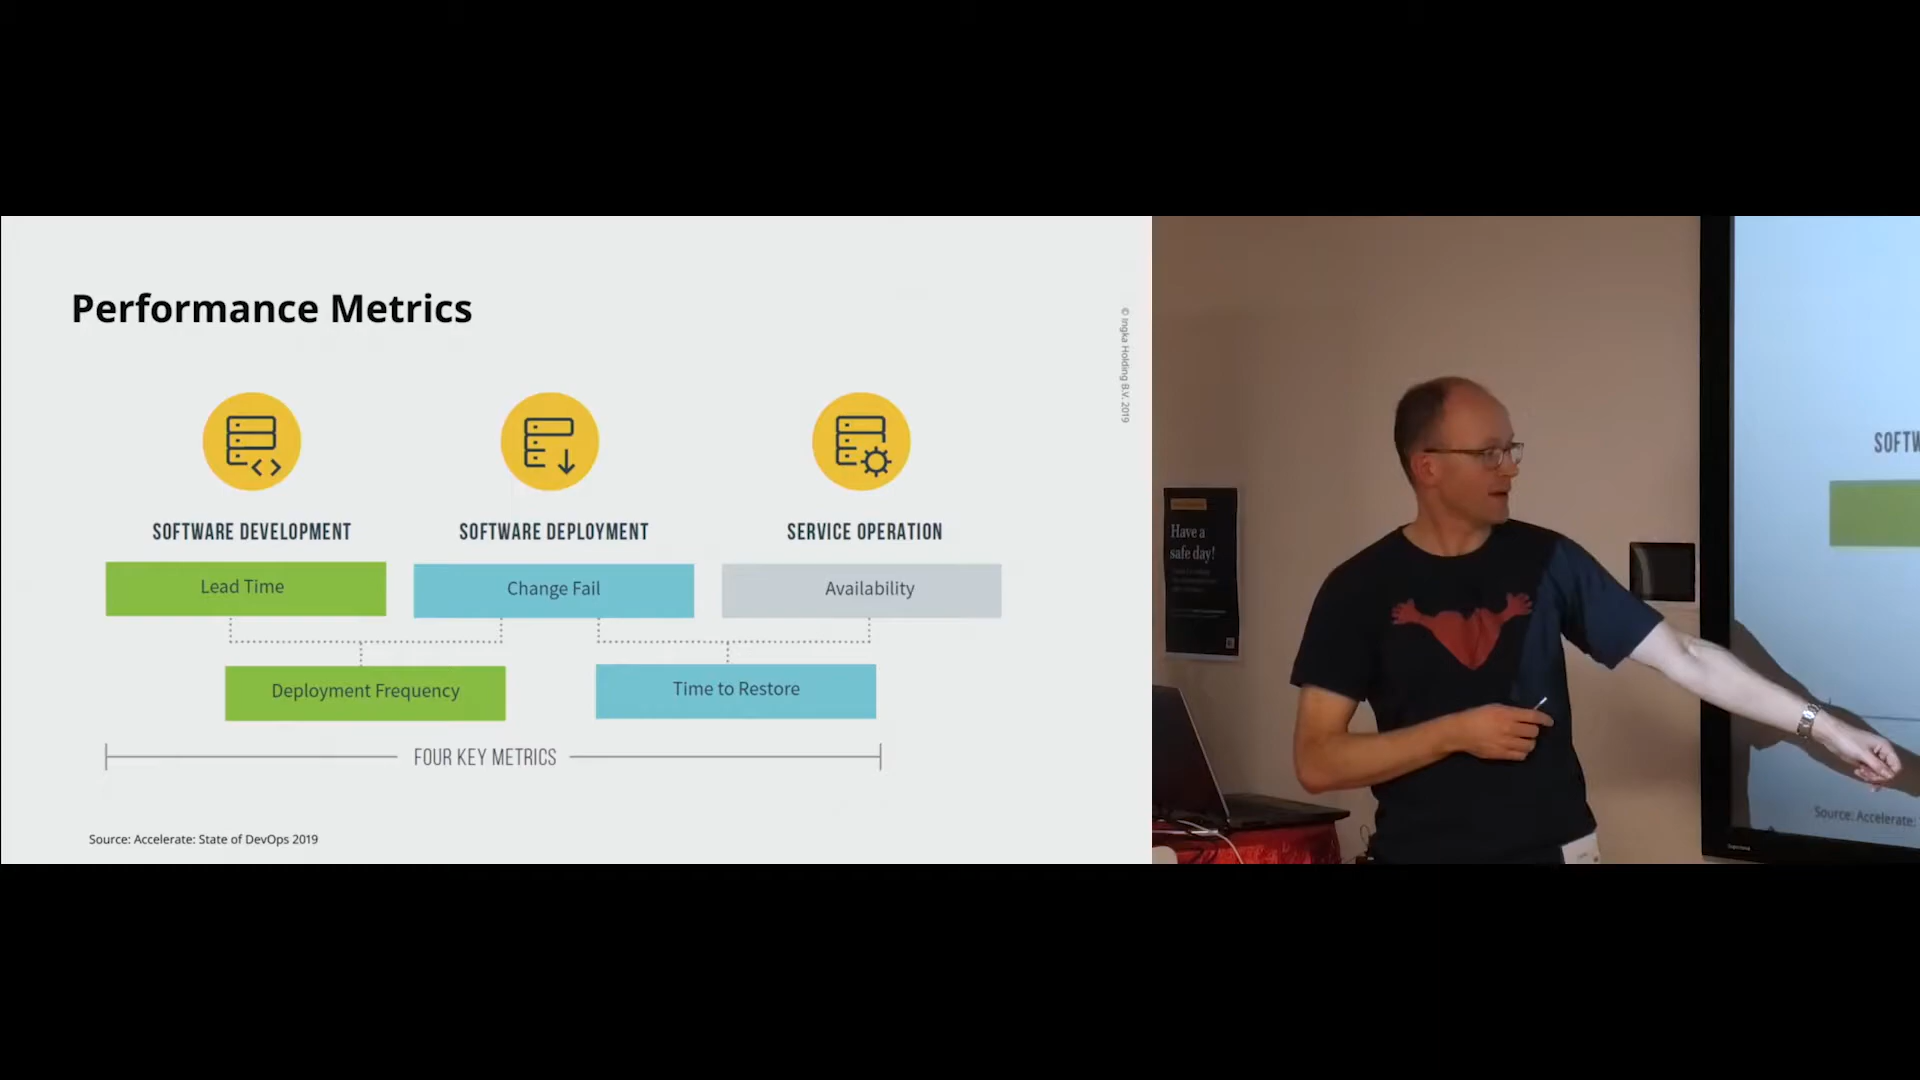 Performance Metrics
© Ingka Holding B.V. 2019
SOFTWARE DEVELOPMENT
SOFTWARE DEPLOYMENT
SERVICE OPERATION
Lead Time
Change Fail
Availability
Deployment Frequency
Time to Restore
FOUR KEY METRICS
Source: Accelerate: State of DevOps 2019
Have a
safe day!
SOFTW
Source: Accelerate: